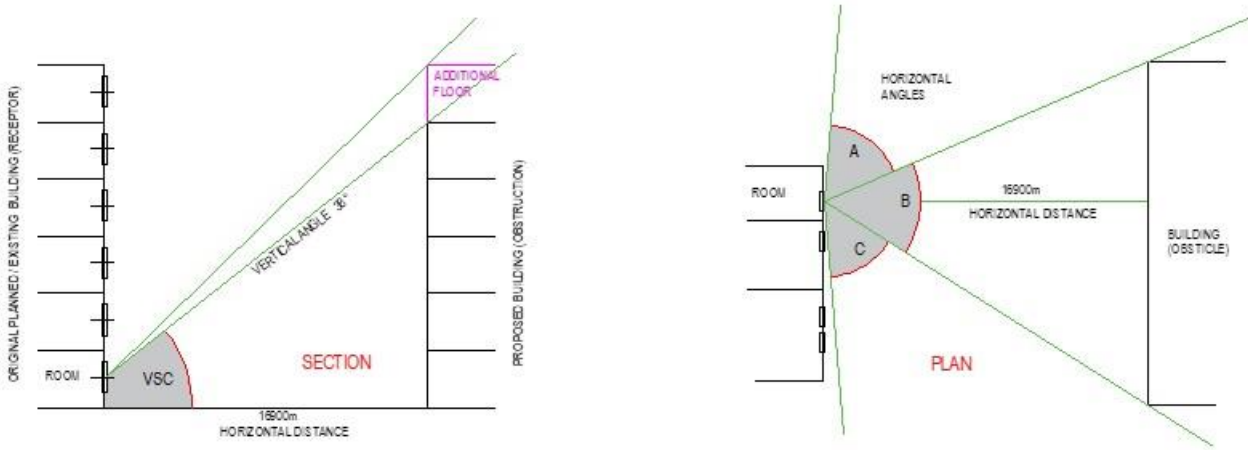 ORIGINAL PLANNED / EXISTING BUILDING (RECEPTOR)
ROOM
VSC
VERTICAL ANGLE 38°
SECTION
16900m
HORIZONTAL DISTANCE
ADDITIONAL
FLOOR
PROPOSED BUILDING (OBSTRUCTION)
HORIZONTAL
ANGLES
ROOM
A
B
C
16900m
HORIZONTAL DISTANCE
BUILDING
(OBSTICLE)
PLAN